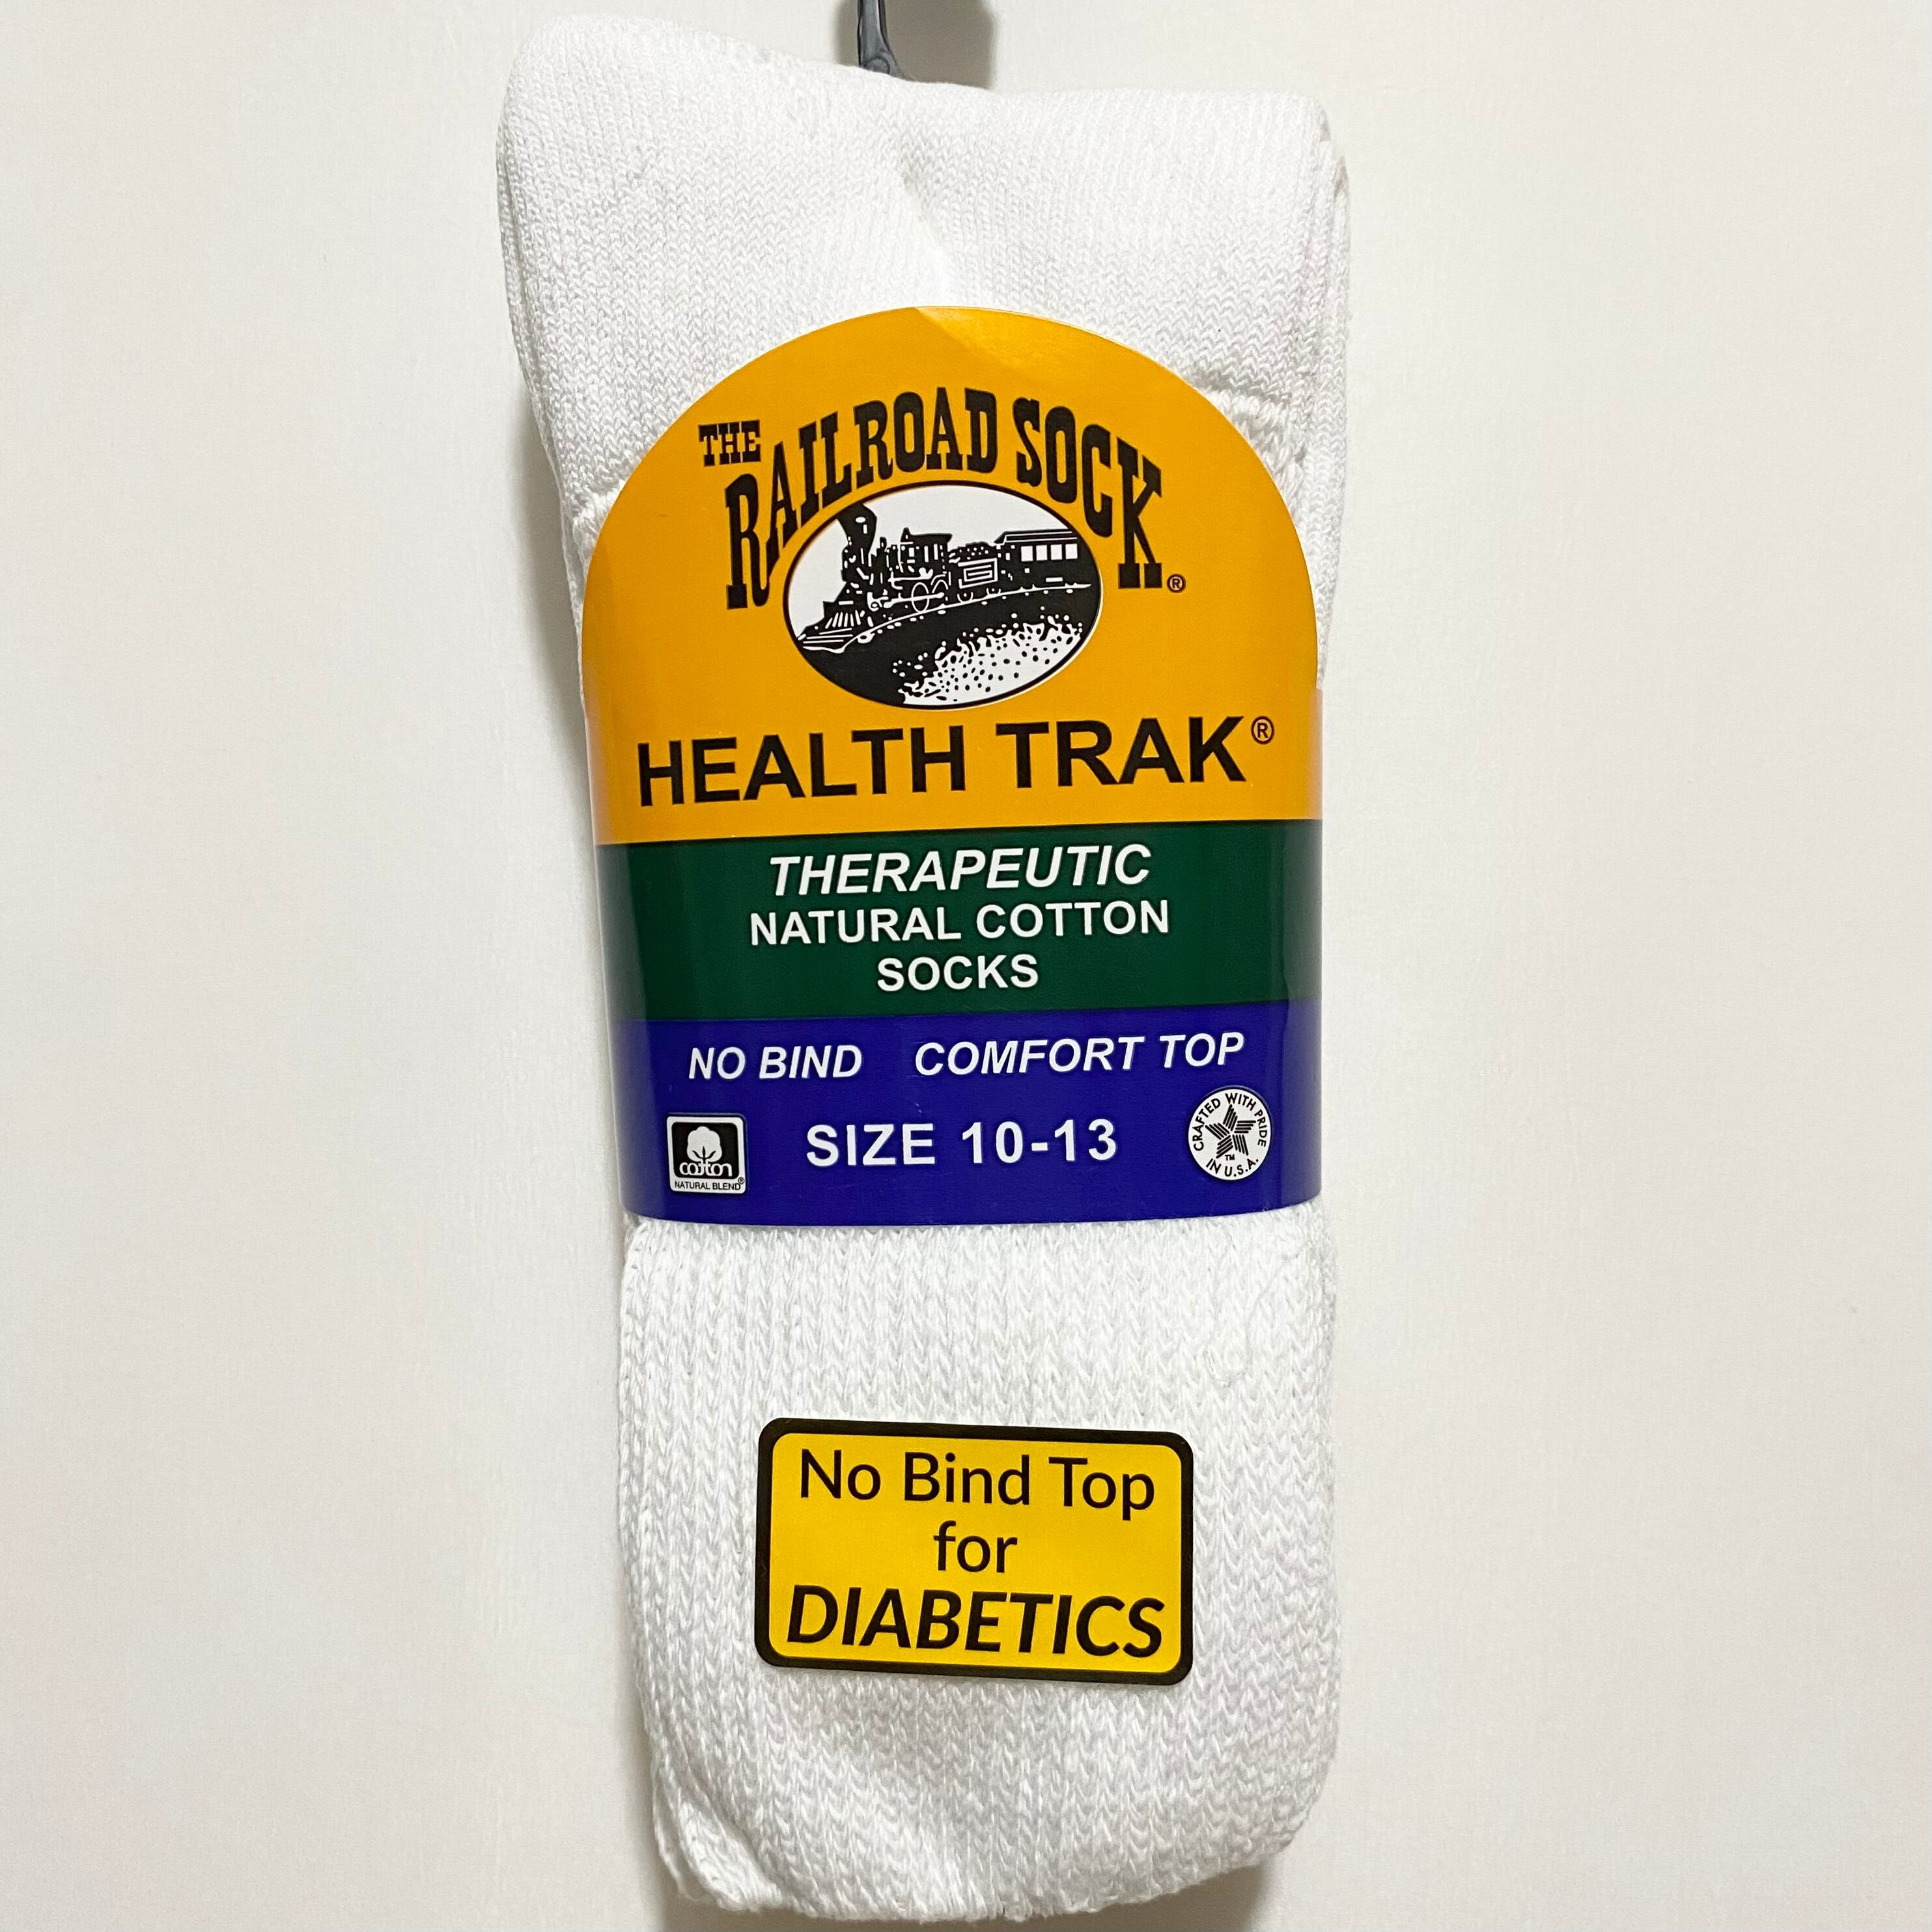 THE
RAILROAD SOCK®
HEALTH TRAK®
THERAPEUTIC
NATURAL COTTON
SOCKS
NO BIND COMFORT TOP
SIZE 10-13
cotton
NATURAL BLEND®
CRAFTED WITH PRIDE
TM
IN U.S.A.
No Bind Top
for
DIABETICS